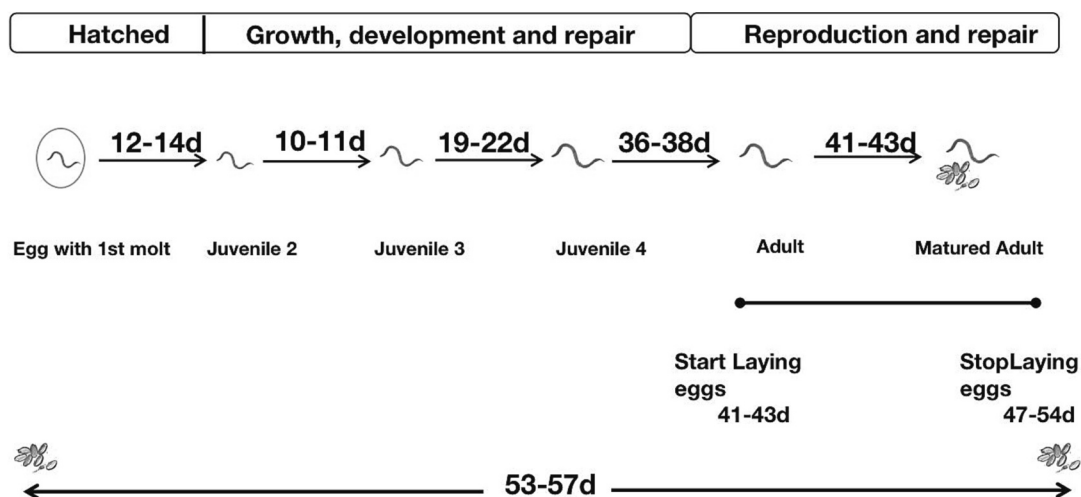 Hatched
Growth, development and repair
Reproduction and repair
12-14d
10-11d
19-22d
36-38d
41-43d
Egg with 1st molt
Juvenile 2
Juvenile 3
Juvenile 4
Adult
Matured Adult
Start Laying
eggs
41-43d
StopLaying
eggs
47-54d
53-57d